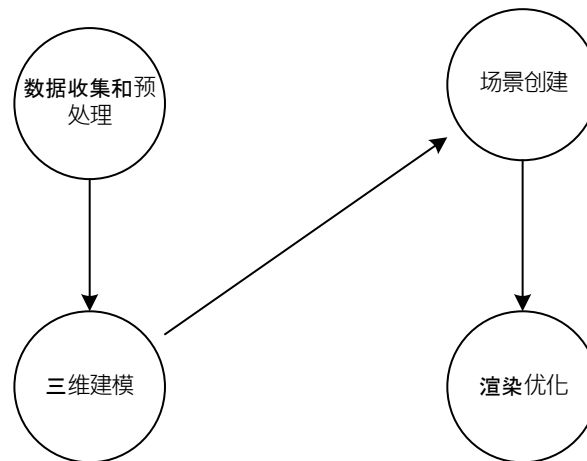 数据收集和预
处理
三维建模
场景创建
渲染优化